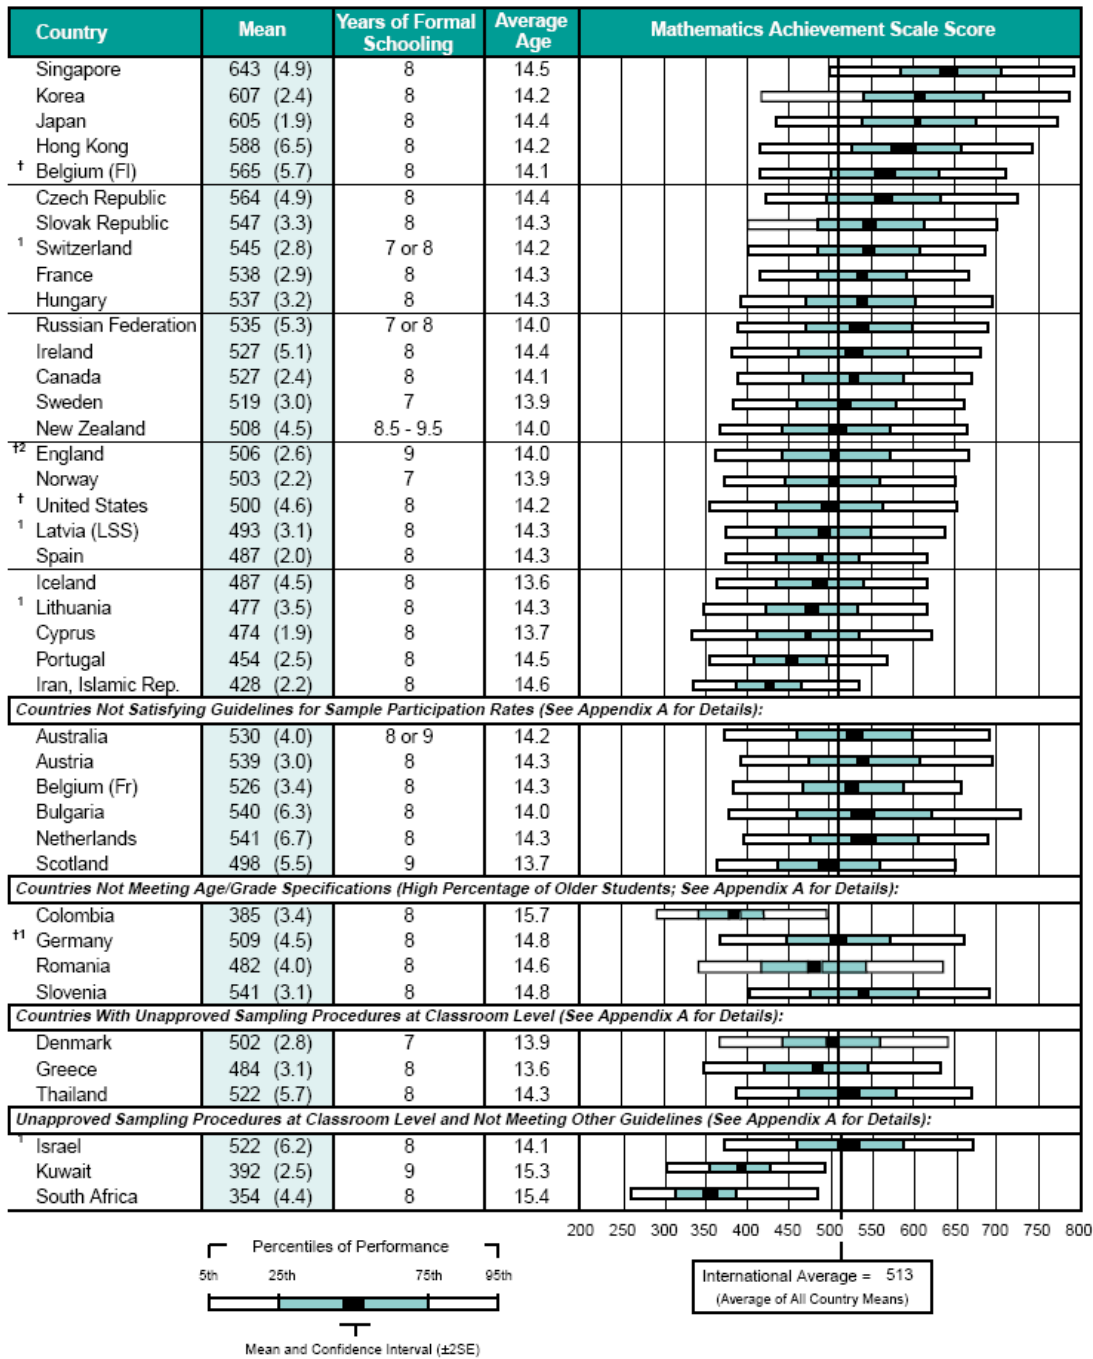 Country Mean Years of Formal Schooling Average Age Mathematics Achievement Scale Score
Singapore 643 (4.9) 8 14.5
Korea 607 (2.4) 8 14.2
Japan 605 (1.9) 8 14.4
Hong Kong 588 (6.5) 8 14.2
† Belgium (Fl) 565 (5.7) 8 14.1
Czech Republic 564 (4.9) 8 14.4
Slovak Republic 547 (3.3) 8 14.3
1 Switzerland 545 (2.8) 7 or 8 14.2
France 538 (2.9) 8 14.3
Hungary 537 (3.2) 8 14.3
Russian Federation 535 (5.3) 7 or 8 14.0
Ireland 527 (5.1) 8 14.4
Canada 527 (2.4) 8 14.1
Sweden 519 (3.0) 7 13.9
New Zealand 508 (4.5) 8.5 - 9.5 14.0
†2 England 506 (2.6) 9 14.0
Norway 503 (2.2) 7 13.9
† United States 500 (4.6) 8 14.2
1 Latvia (LSS) 493 (3.1) 8 14.3
Spain 487 (2.0) 8 14.3
Iceland 487 (4.5) 8 13.6
1 Lithuania 477 (3.5) 8 14.3
Cyprus 474 (1.9) 8 13.7
Portugal 454 (2.5) 8 14.5
Iran, Islamic Rep. 428 (2.2) 8 14.6
Countries Not Satisfying Guidelines for Sample Participation Rates (See Appendix A for Details):
Australia 530 (4.0) 8 or 9 14.2
Austria 539 (3.0) 8 14.3
Belgium (Fr) 526 (3.4) 8 14.3
Bulgaria 540 (6.3) 8 14.0
Netherlands 541 (6.7) 8 14.3
Scotland 498 (5.5) 9 13.7
Countries Not Meeting Age/Grade Specifications (High Percentage of Older Students; See Appendix A for Details):
Colombia 385 (3.4) 8 15.7
†1 Germany 509 (4.5) 8 14.8
Romania 482 (4.0) 8 14.6
Slovenia 541 (3.1) 8 14.8
Countries With Unapproved Sampling Procedures at Classroom Level (See Appendix A for Details):
Denmark 502 (2.8) 7 13.9
Greece 484 (3.1) 8 13.6
Thailand 522 (5.7) 8 14.3
Unapproved Sampling Procedures at Classroom Level and Not Meeting Other Guidelines (See Appendix A for Details):
1 Israel 522 (6.2) 8 14.1
Kuwait 392 (2.5) 9 15.3
South Africa 354 (4.4) 8 15.4
200 250 300 350 400 450 500 550 600 650 700 750 800
Percentiles of Performance
5th 25th 75th 95th
Mean and Confidence Interval (±2SE)
International Average = 513
(Average of All Country Means)